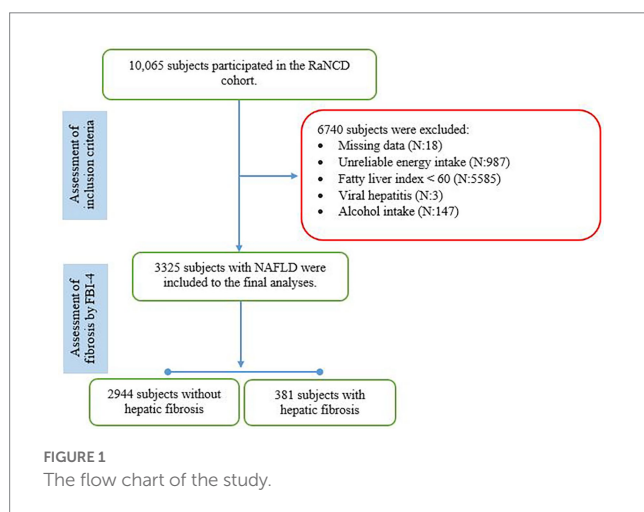 10,065 subjects participated in the RaNCD
cohort.
Assessment of
inclusion criteria
6740 subjects were excluded:
• Missing data (N:18)
• Unreliable energy intake (N:987)
• Fatty liver index < 60 (N:5585)
• Viral hepatitis (N:3)
• Alcohol intake (N:147)
3325 subjects with NAFLD were
included to the final analyses.
Assessment of
fibrosis by FBI-4
2944 subjects without
hepatic fibrosis
381 subjects with
hepatic fibrosis
FIGURE 1
The flow chart of the study.